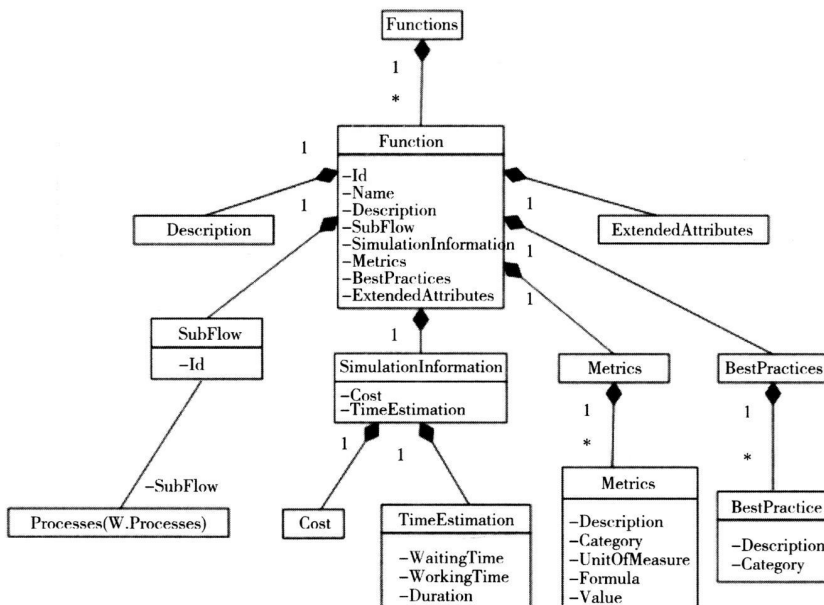 Functions
1
*
Function
1
-Id
-Name
-Description
-SubFlow
-SimulationInformation
-Metrics
-BestPractices
-ExtendedAttributes
1
1
1
1
Description
ExtendedAttributes
SubFlow
-Id
1
SimulationInformation
-Cost
-TimeEstimation
Metrics
BestPractices
1
1
1
*
1
*
-SubFlow
Processes(W.Processes)
Cost
TimeEstimation
-WaitingTime
-WorkingTime
-Duration
Metrics
-Description
-Category
-UnitOfMeasure
-Formula
-Value
BestPractice
-Description
-Category